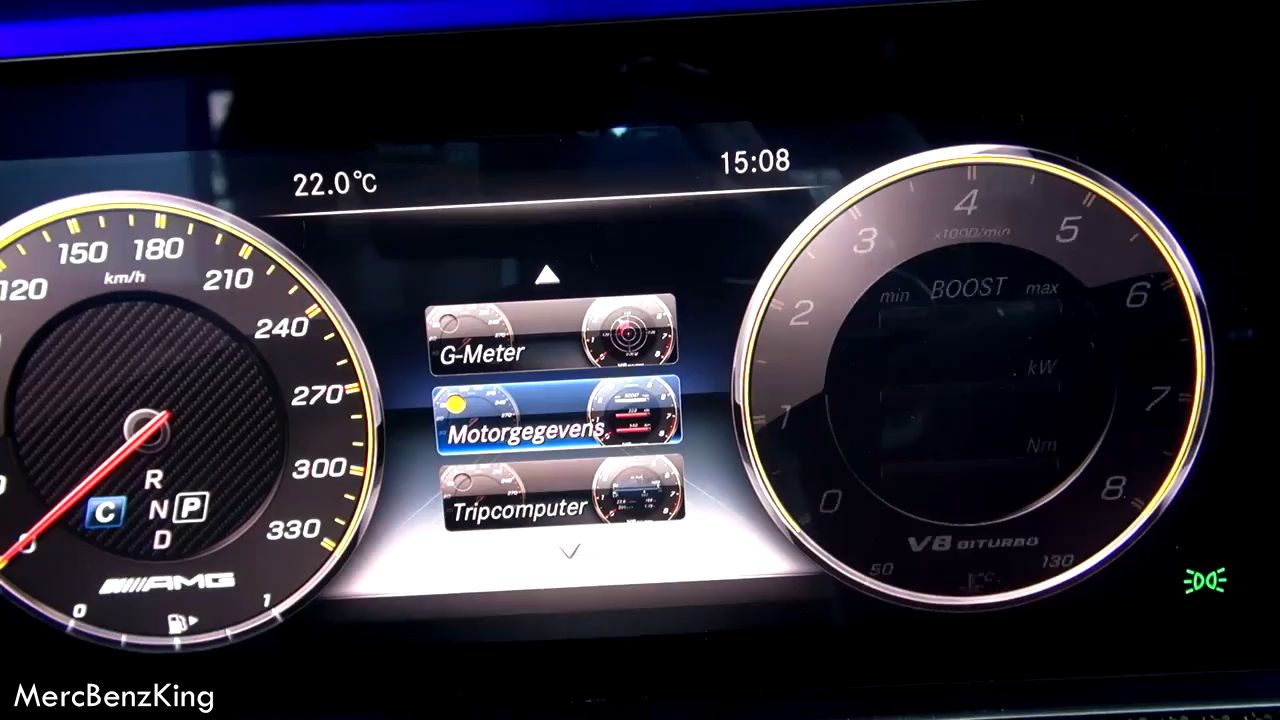 22.0°C
15:08
120
150
180
210
240
270
300
330
km/h
R
N
D
C
P
AMG
0
1
G-Meter
Motorgegevens
Tripcomputer
0
1
2
3
4
5
6
7
8
x1000/min
min BOOST max
kW
Nm
V8 BITURBO
50
°C
130
MercBenzKing